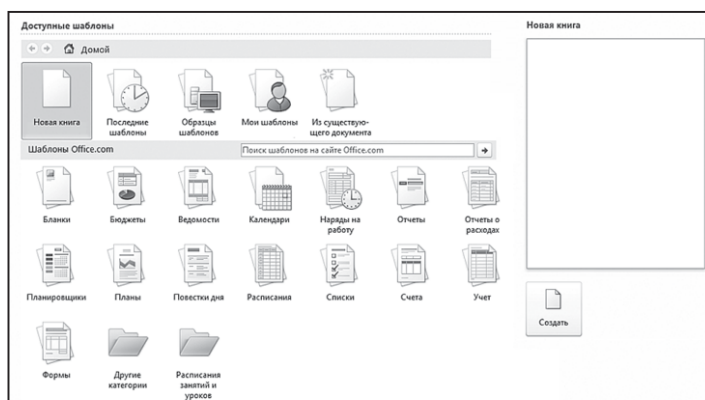 Доступные шаблоны
Новая книга
Домой
Новая книга
Последние
шаблоны
Образцы
шаблонов
Мои шаблоны
Из существую-
щего документа
Шаблоны Office.com
Поиск шаблонов на сайте Office.com
Бланки
Бюджеты
Ведомости
Календари
Наряды на
работу
Отчеты
Отчеты о
расходах
Планировщики
Планы
Повестки дня
Расписания
Списки
Счета
Учет
Создать
Формы
Другие
категории
Расписания
занятий и
уроков